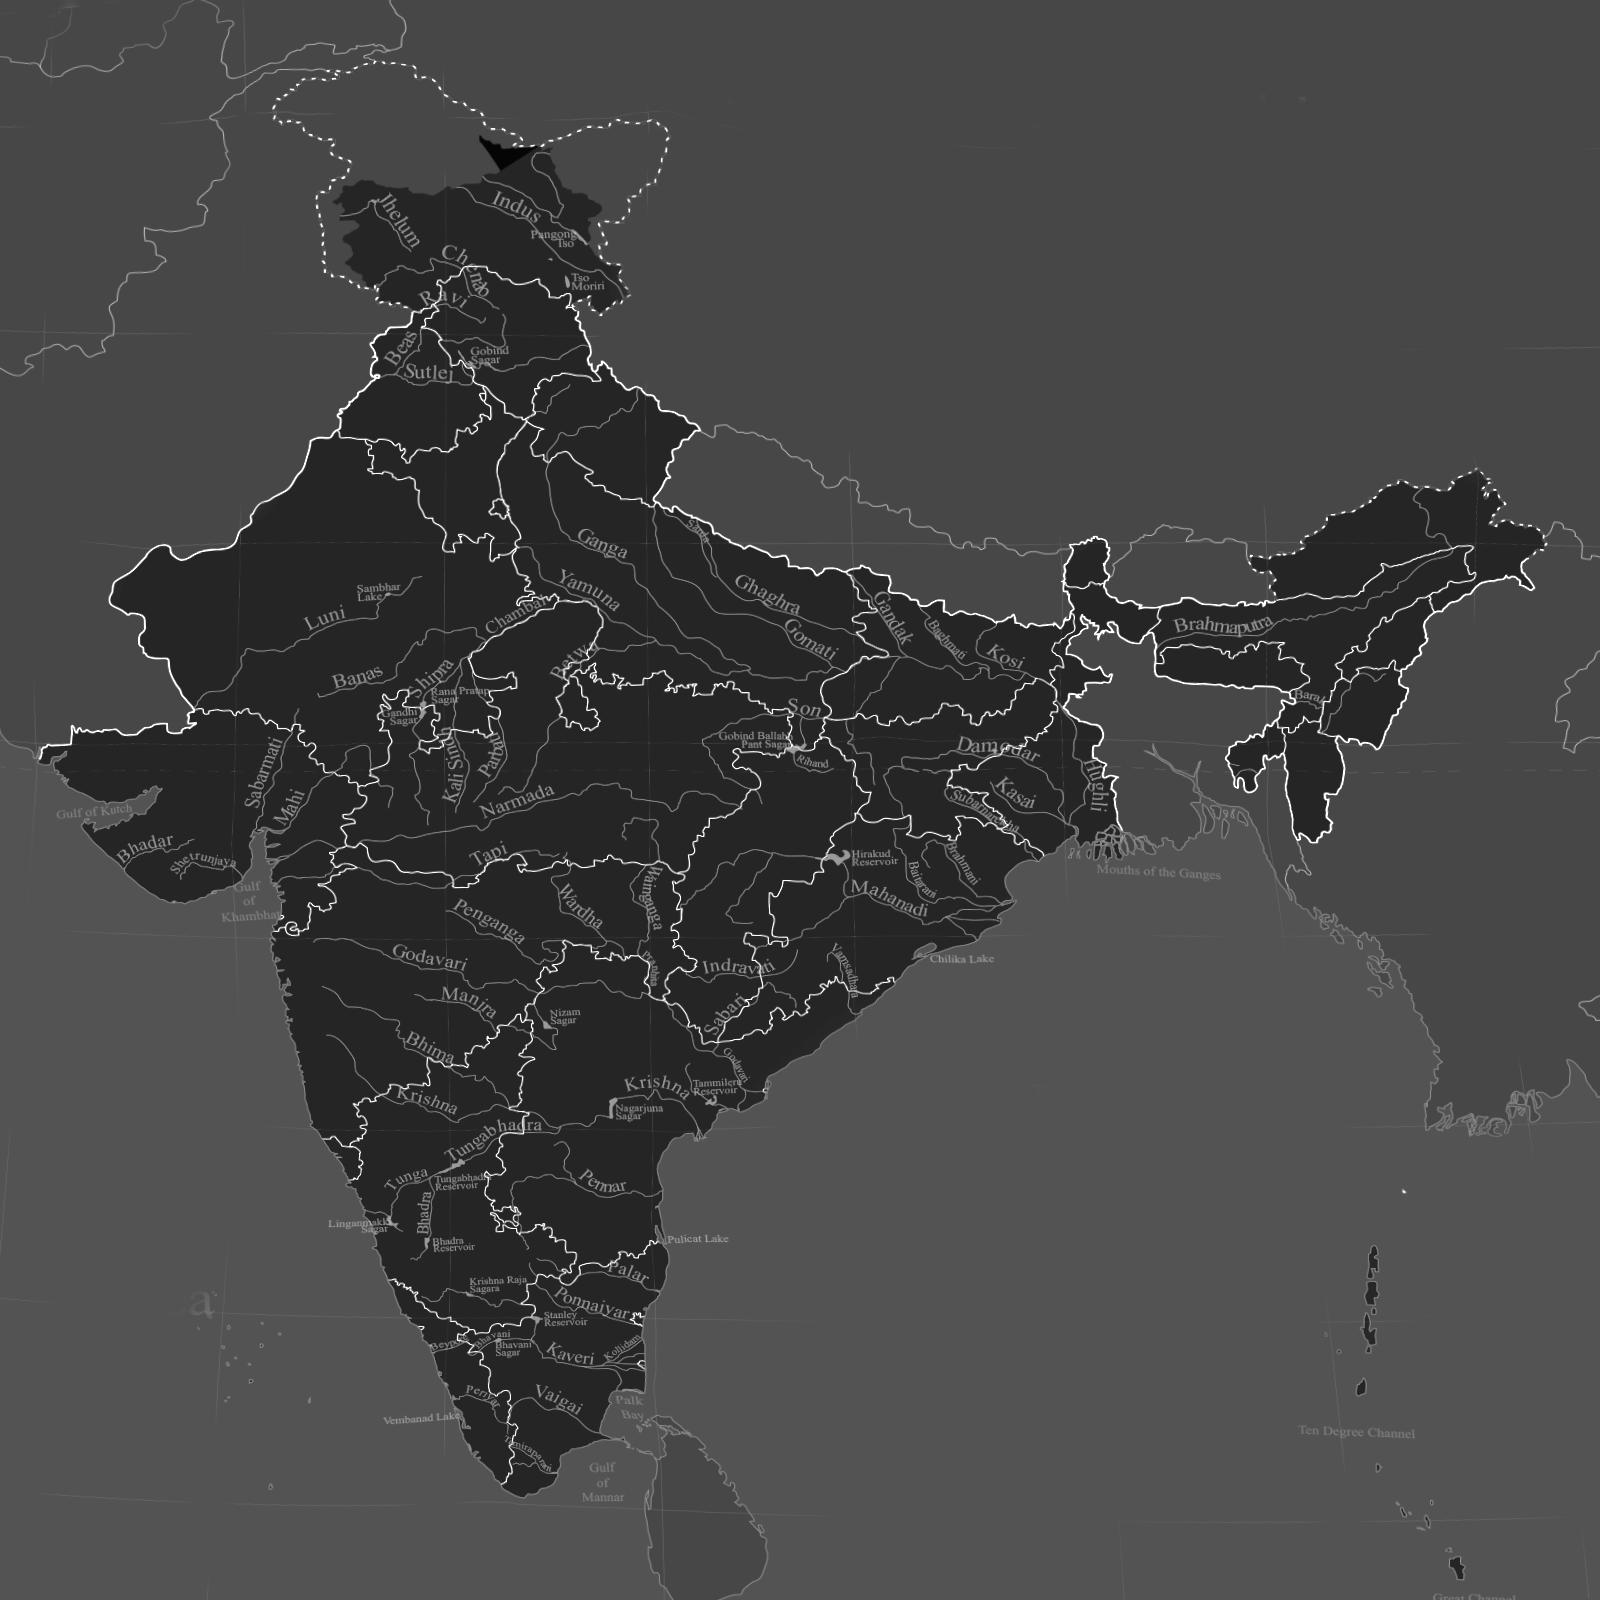 Jhelum
Indus
Pangong
Tso
Chenab
Tso
Moriri
Ravi
Beas
Gobind
Sagar
Sutlej
Ganga
Sarda
Yamuna
Ghaghra
Sambhar
Lake
Luni
Chambal
Gomati
Gandak
Baghmati
Kosi
Brahmaputra
Betwa
Banas
Shipra
Rana Pratap
Sagar
Gandhi
Sagar
Barak
Son
Gobind Ballabh
Pant Sagar
Rihand
Damodar
Sabarmati
Mahi
Kali Sindh
Parbati
Narmada
Kasai
Hughli
Subarnarekha
Gulf of Kutch
Bhadar
Shetrunjaya
Tapi
Hirakud
Reservoir
Baitarani
Brahmani
Mouths of the Ganges
Gulf
of
Khambhat
Wardha
Wainganga
Mahanadi
Penganga
Godavari
Pranhita
Indravati
Vamsadhara
Chilika Lake
Manjra
Nizam
Sagar
Sabari
Bhima
Godavari
Krishna
Krishna
Tammileru
Reservoir
Nagarjuna
Sagar
Tungabhadra
Tunga
Tungabhadra
Reservoir
Pennar
Bhadra
Linganmakki
Sagar
Bhadra
Reservoir
Pulicat Lake
Krishna Raja
Sagara
Palar
Ponnaiyar
a
Stanley
Reservoir
Beypore
Bhavani
Bhavani
Sagar
Kaveri
Kollidam
Periyar
Vaigai
Palk
Bay
Vembanad Lake
Tamiraparani
Gulf
of
Mannar
Ten Degree Channel
Great Channel